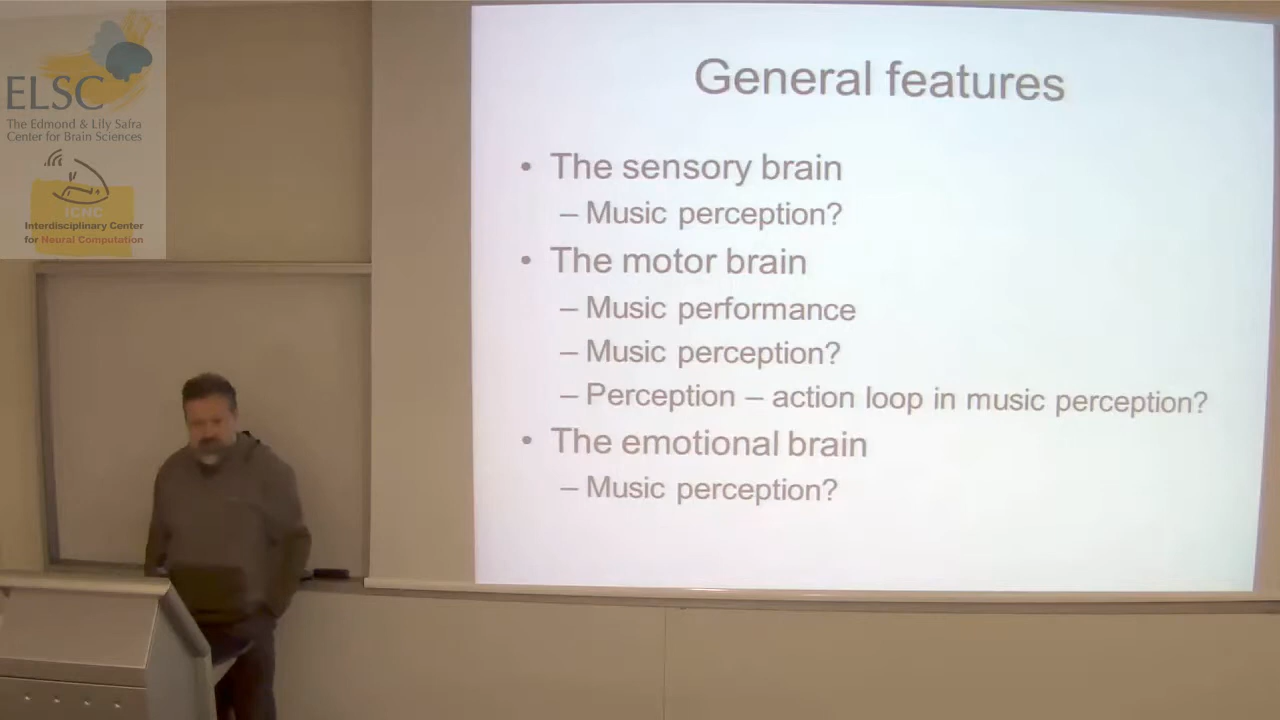 ELSC
The Edmond & Lily Safra
Center for Brain Sciences
ICNC
Interdisciplinary Center
for Neural Computation
General features
• The sensory brain
– Music perception?
• The motor brain
– Music performance
– Music perception?
– Perception – action loop in music perception?
• The emotional brain
– Music perception?